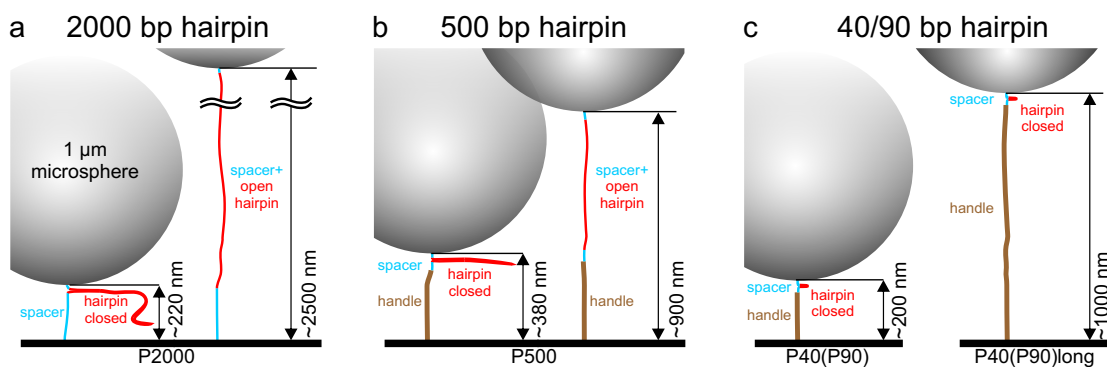 a 2000 bp hairpin
b 500 bp hairpin
c 40/90 bp hairpin
1 µm
microsphere
spacer
hairpin
closed
~220 nm
spacer+
open
hairpin
~2500 nm
P2000
spacer
handle
hairpin
closed
~380 nm
spacer+
open
hairpin
handle
~900 nm
P500
spacer
handle
hairpin
closed
~200 nm
P40(P90)
spacer
hairpin
closed
handle
~1000 nm
P40(P90)long